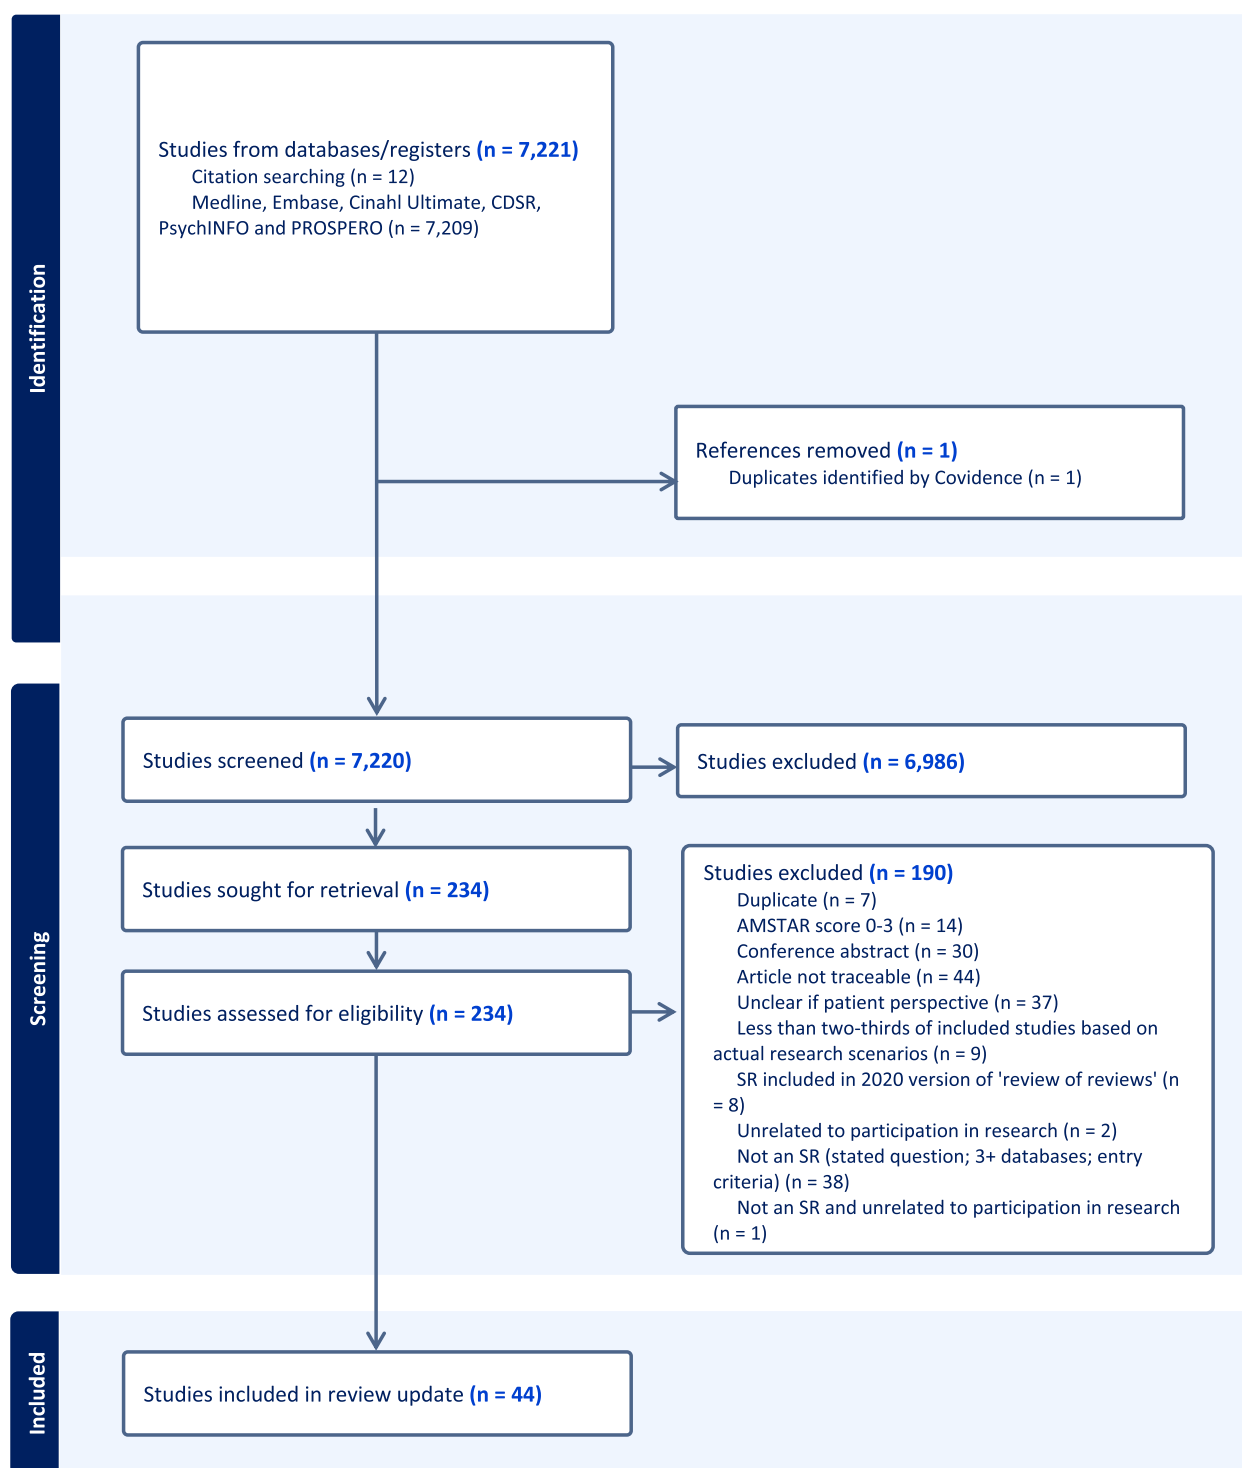 Identification
Studies from databases/registers (n = 7,221)
Citation searching (n = 12)
Medline, Embase, Cinahl Ultimate, CDSR,
PsychINFO and PROSPERO (n = 7,209)
References removed (n = 1)
Duplicates identified by Covidence (n = 1)
Screening
Studies screened (n = 7,220)
Studies excluded (n = 6,986)
Studies sought for retrieval (n = 234)
Studies assessed for eligibility (n = 234)
Studies excluded (n = 190)
Duplicate (n = 7)
AMSTAR score 0-3 (n = 14)
Conference abstract (n = 30)
Article not traceable (n = 44)
Unclear if patient perspective (n = 37)
Less than two-thirds of included studies based on
actual research scenarios (n = 9)
SR included in 2020 version of 'review of reviews' (n
= 8)
Unrelated to participation in research (n = 2)
Not an SR (stated question; 3+ databases; entry
criteria) (n = 38)
Not an SR and unrelated to participation in research
(n = 1)
Included
Studies included in review update (n = 44)